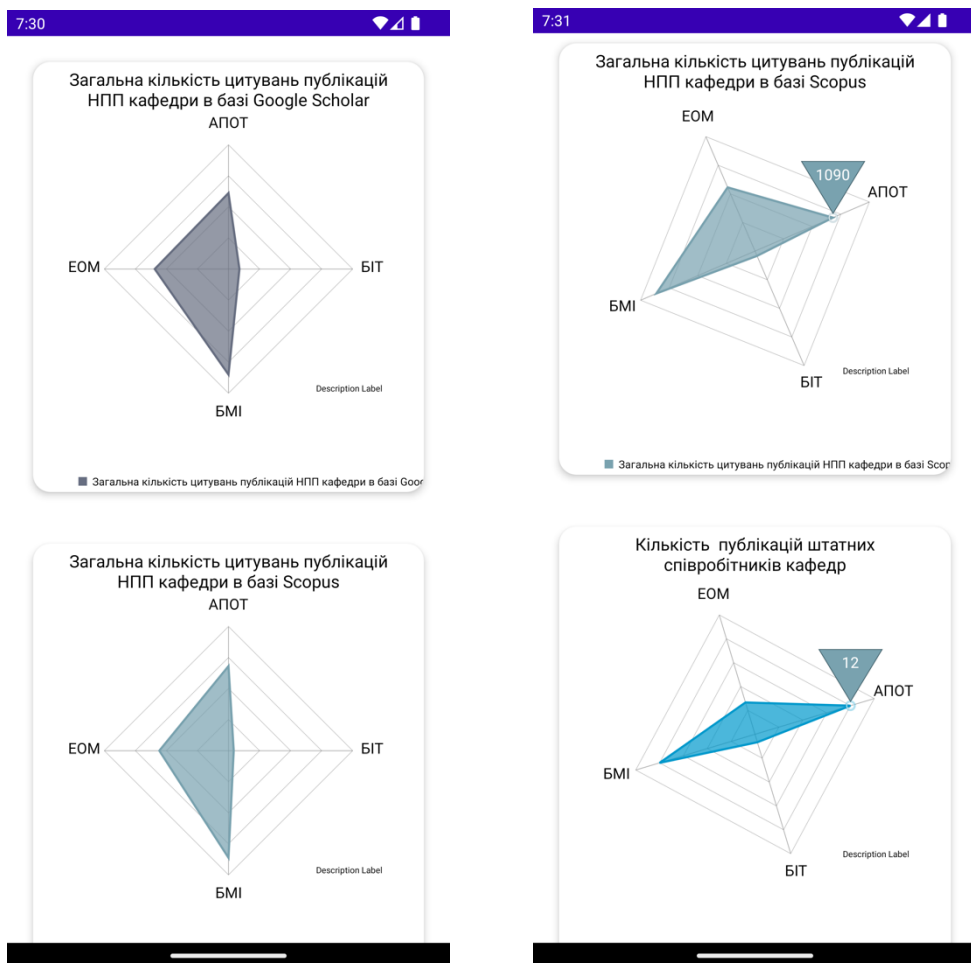 7:30
Загальна кількість цитувань публікацій
НПП кафедри в базі Google Scholar
АПОТ
ЕОМ
БІТ
БМІ
Description Label
Загальна кількість цитувань публікацій НПП кафедри в базі Goog
Загальна кількість цитувань публікацій
НПП кафедри в базі Scopus
АПОТ
ЕОМ
БІТ
БМІ
Description Label
7:31
Загальна кількість цитувань публікацій
НПП кафедри в базі Scopus
ЕОМ
1090
АПОТ
БМІ
БІТ
Description Label
Загальна кількість цитувань публікацій НПП кафедри в базі Scop
Кількість публікацій штатних
співробітників кафедр
ЕОМ
12
АПОТ
БМІ
БІТ
Description Label